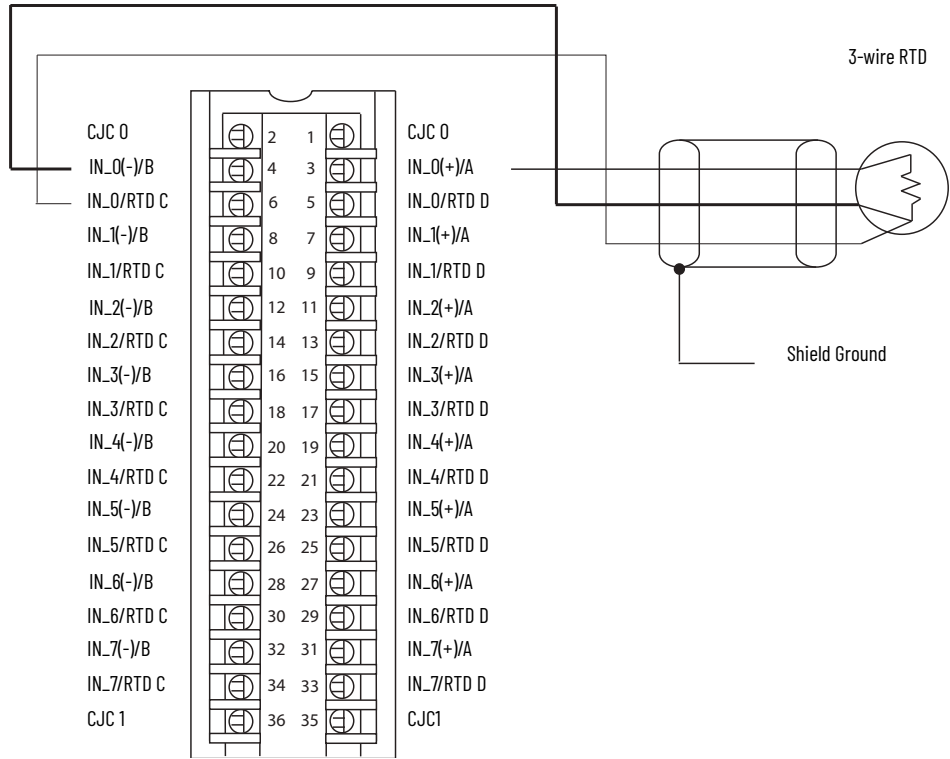 3-wire RTD
CJC 0 2 1 CJC 0
IN_0(-)/B 4 3 IN_0(+)/A
IN_0/RTD C 6 5 IN_0/RTD D
IN_1(-)/B 8 7 IN_1(+)/A
IN_1/RTD C 10 9 IN_1/RTD D
IN_2(-)/B 12 11 IN_2(+)/A
IN_2/RTD C 14 13 IN_2/RTD D
IN_3(-)/B 16 15 IN_3(+)/A
IN_3/RTD C 18 17 IN_3/RTD D
IN_4(-)/B 20 19 IN_4(+)/A
IN_4/RTD C 22 21 IN_4/RTD D
IN_5(-)/B 24 23 IN_5(+)/A
IN_5/RTD C 26 25 IN_5/RTD D
IN_6(-)/B 28 27 IN_6(+)/A
IN_6/RTD C 30 29 IN_6/RTD D
IN_7(-)/B 32 31 IN_7(+)/A
IN_7/RTD C 34 33 IN_7/RTD D
CJC 1 36 35 CJC1
Shield Ground